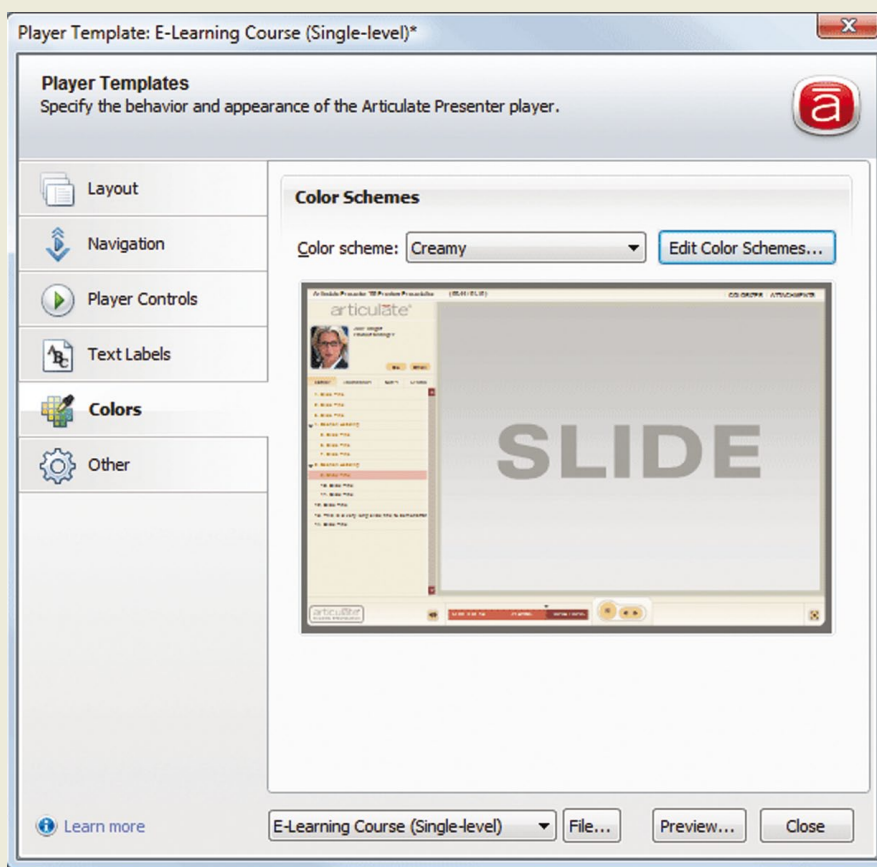 Player Template: E-Learning Course (Single-level)*
Player Templates
Specify the behavior and appearance of the Articulate Presenter player.
Layout
Navigation
Player Controls
Text Labels
Colors
Other
Color Schemes
Color scheme: Creamy
Edit Color Schemes...
articulate
SLIDE
articulate
Learn more
E-Learning Course (Single-level)
File...
Preview...
Close